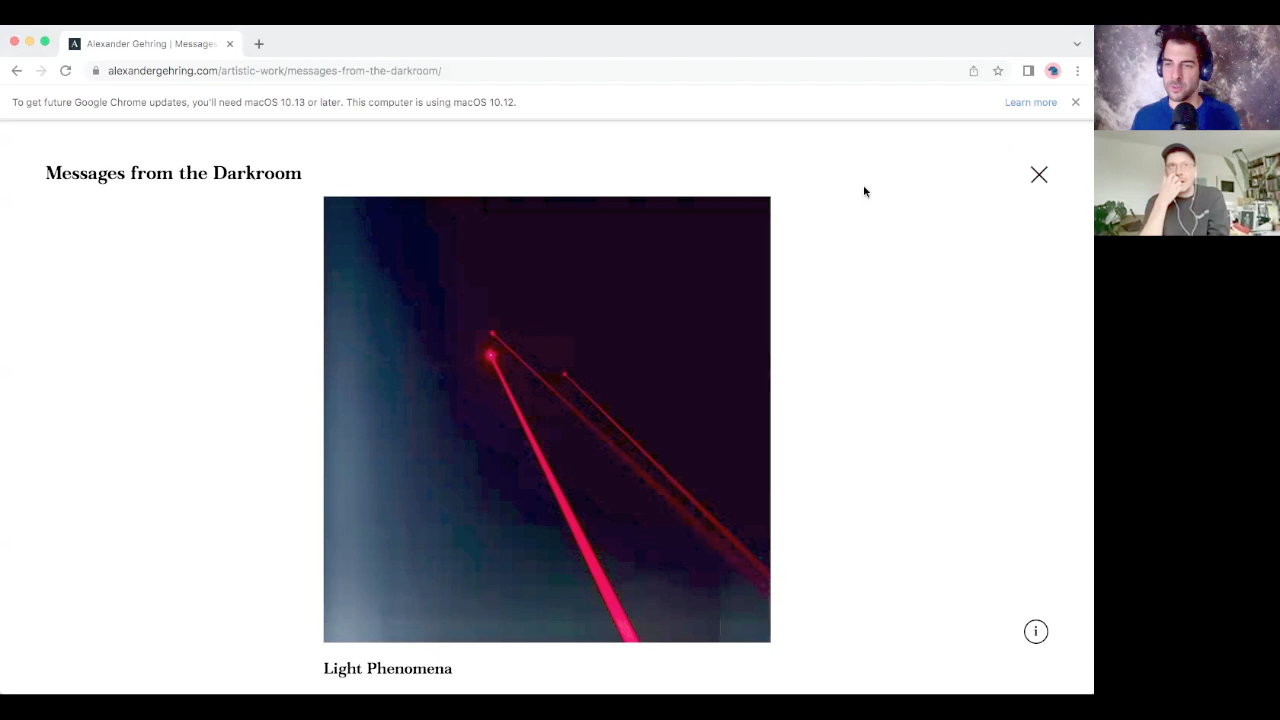 Alexander Gehring | Messages
alexandergehring.com/artistic-work/messages-from-the-darkroom/
To get future Google Chrome updates, you'll need macOS 10.13 or later. This computer is using macOS 10.12.
Learn more
Messages from the Darkroom
Light Phenomena